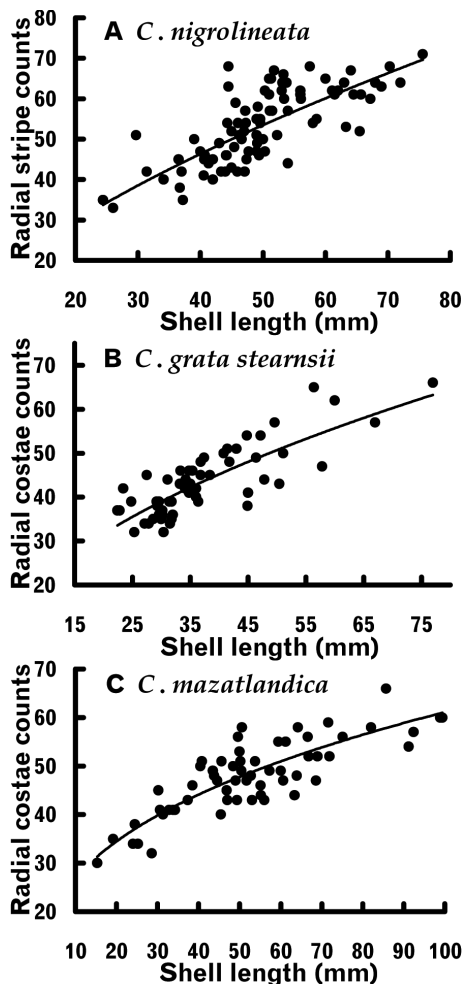 A C. nigrolineata
Radial stripe counts
80
70
60
50
40
30
20
20 30 40 50 60 70 80
Shell length (mm)
B C. grata stearnsii
Radial costae counts
70
60
50
40
30
20
15 25 35 45 55 65 75
Shell length (mm)
C C. mazatlandica
Radial costae counts
70
60
50
40
30
20
10 20 30 40 50 60 70 80 90 100
Shell length (mm)